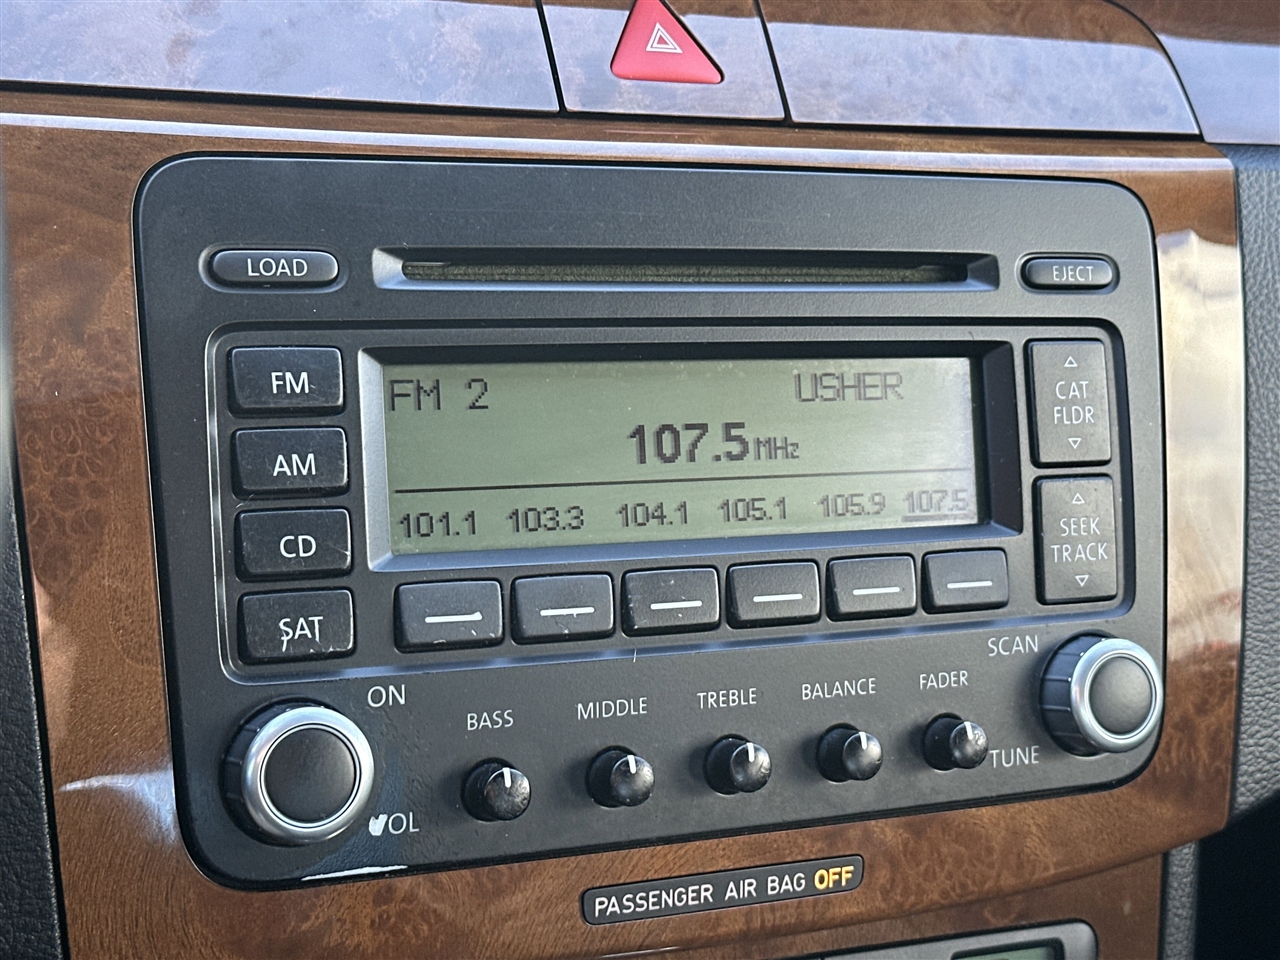 LOAD
EJECT
FM
AM
CD
SAT
FM 2 USHER
107.5 MHz
101.1 103.3 104.1 105.1 105.9 107.5
CAT
FLDR
SEEK
TRACK
ON
VOL
BASS
MIDDLE
TREBLE
BALANCE
FADER
SCAN
TUNE
PASSENGER AIR BAG OFF